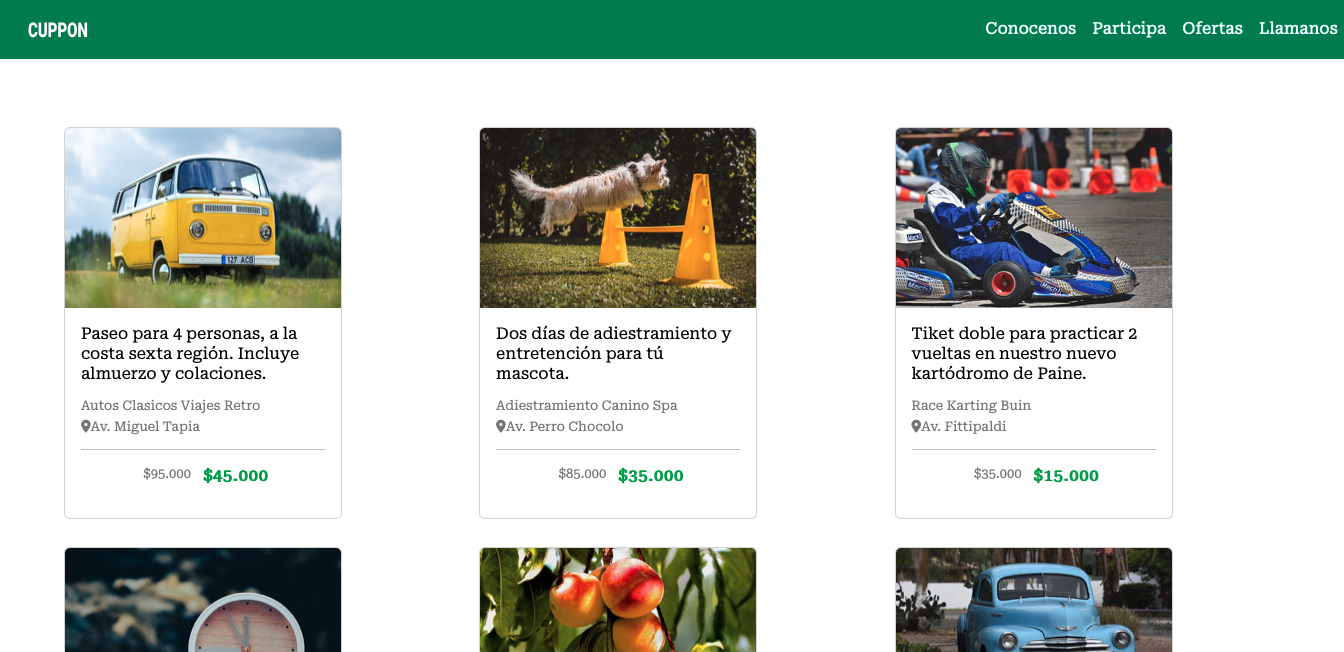 CUPPON
Conocenos Participa Ofertas Llamanos
127 ACB
Paseo para 4 personas, a la
costa sexta región. Incluye
almuerzo y colaciones.
Autos Clasicos Viajes Retro
Av. Miguel Tapia
$95.000 $45.000
Dos días de adiestramiento y
entretención para tú
mascota.
Adiestramiento Canino Spa
Av. Perro Chocolo
$85.000 $35.000
Mach1
Tiket doble para practicar 2
vueltas en nuestro nuevo
kartódromo de Paine.
Race Karting Buin
Av. Fittipaldi
$35.000 $15.000